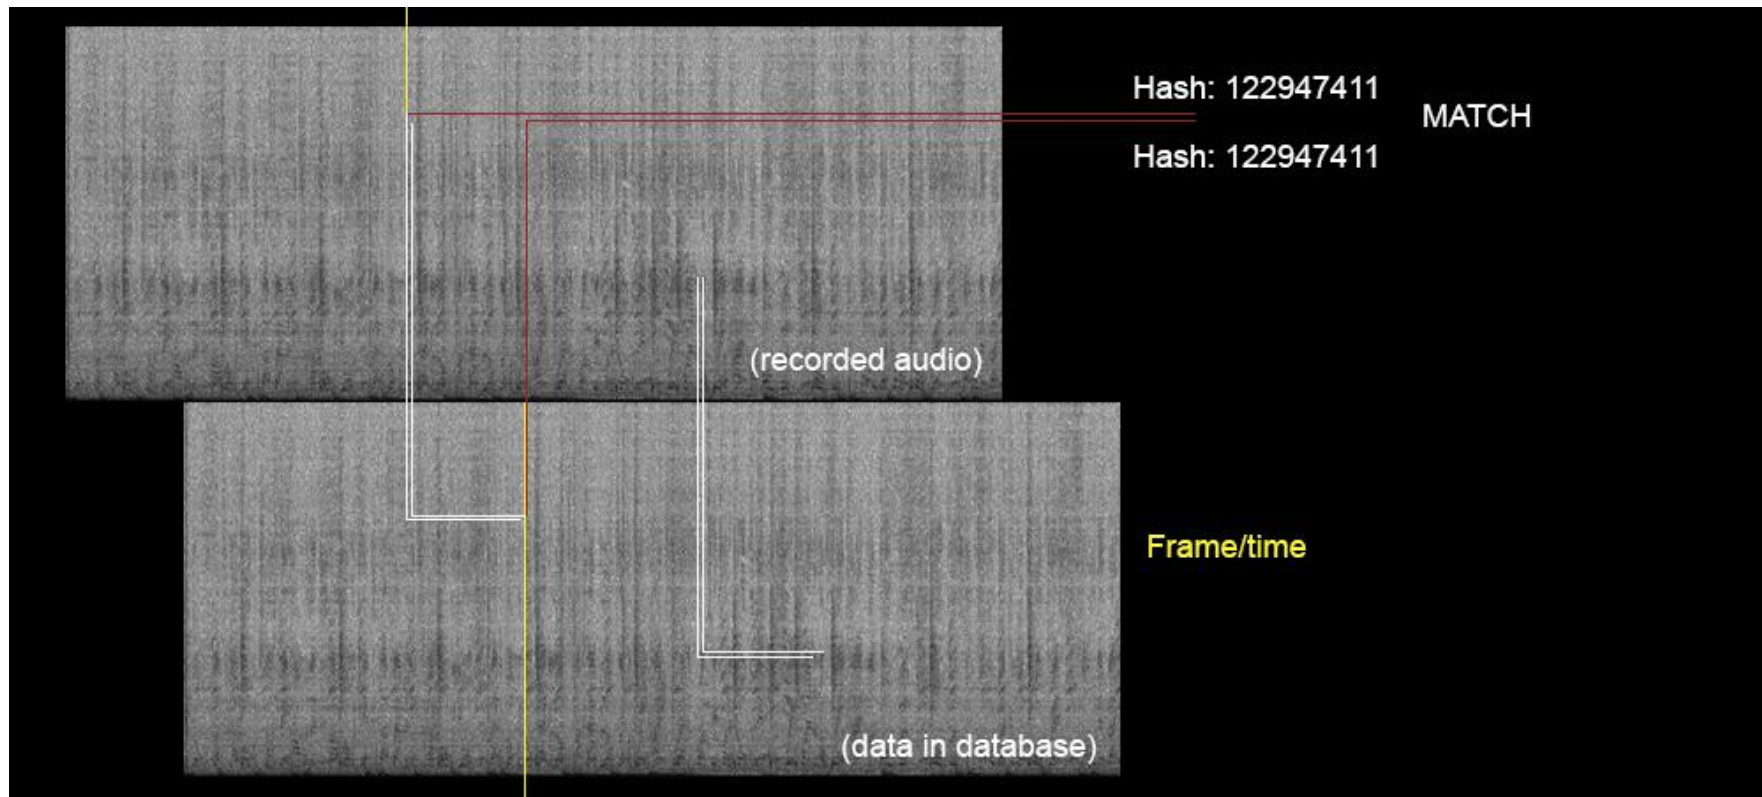 Hash: 122947411
MATCH
Hash: 122947411
(recorded audio)
Frame/time
(data in database)